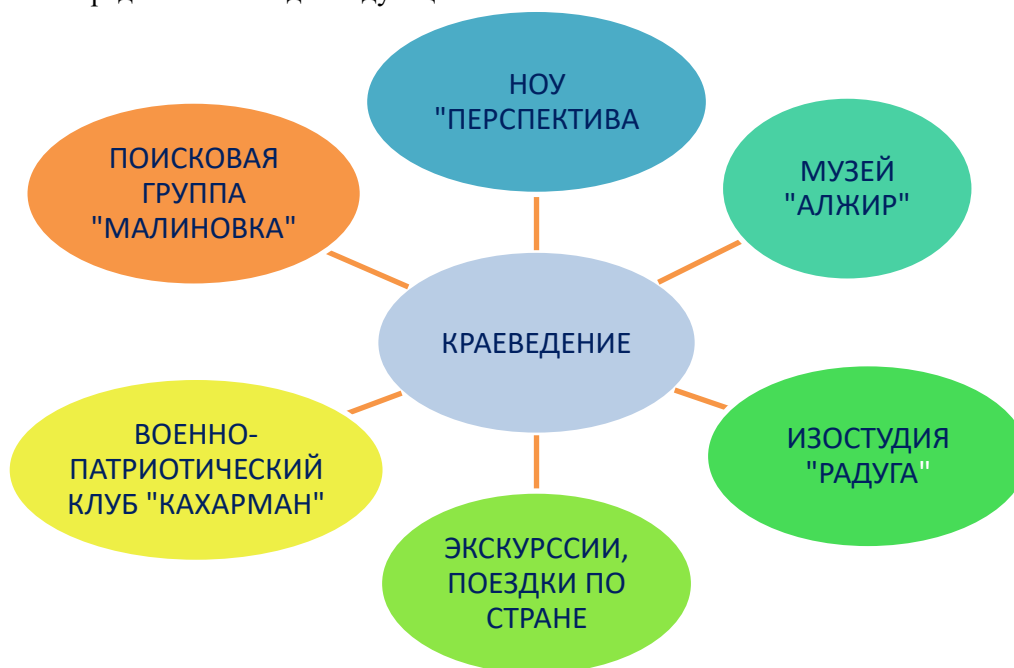 НОУ
"ПЕРСПЕКТИВА
МУЗЕЙ
"АЛЖИР"
ИЗОСТУДИЯ
"РАДУГА"
ЭКСКУРССИИ,
ПОЕЗДКИ ПО
СТРАНЕ
ВОЕННО-
ПАТРИОТИЧЕСКИЙ
КЛУБ "КАХАРМАН"
ПОИСКОВАЯ
ГРУППА
"МАЛИНОВКА"
КРАЕВЕДЕНИЕ